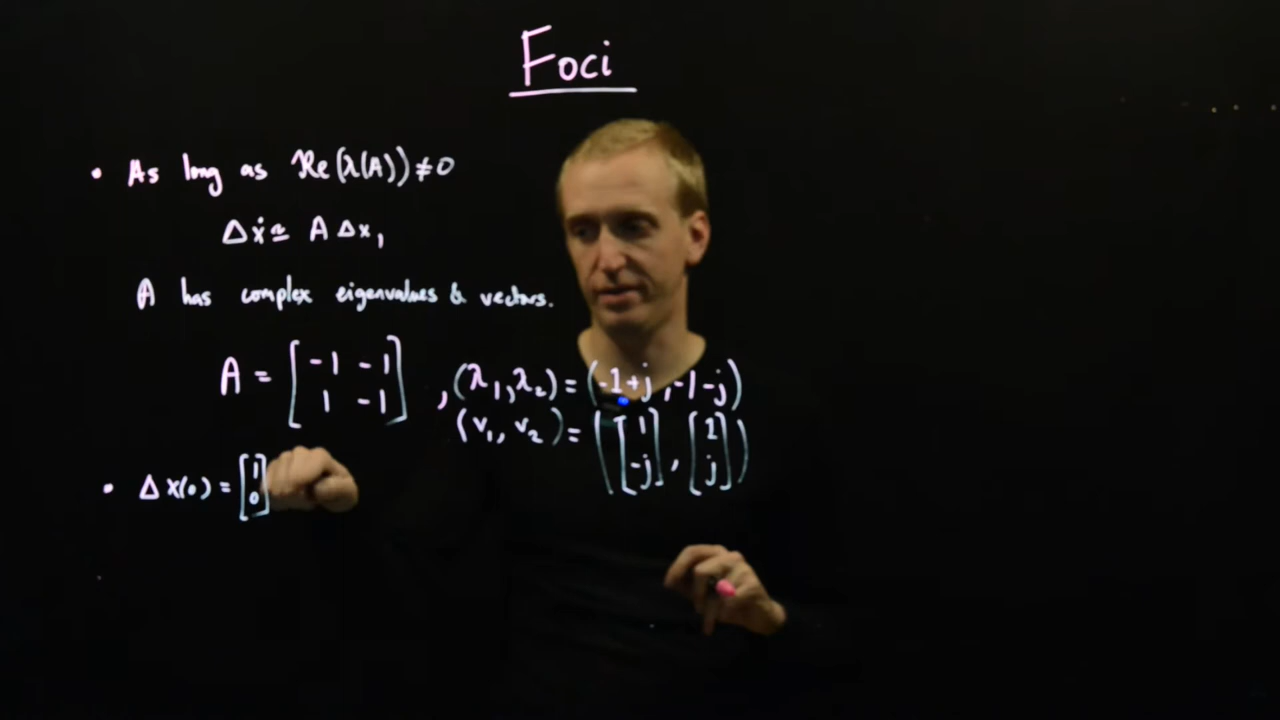 Foci
• As long as Re(λ(A)) ≠ 0
Δẋ ≃ A Δx,
A has complex eigenvalues & vectors.
A = [-1 -1
1 -1] , (λ₁, λ₂) = (-1+j, -1-j)
(v₁, v₂) = ([1
-j], [1
j])
• Δx(0) = [1
0]